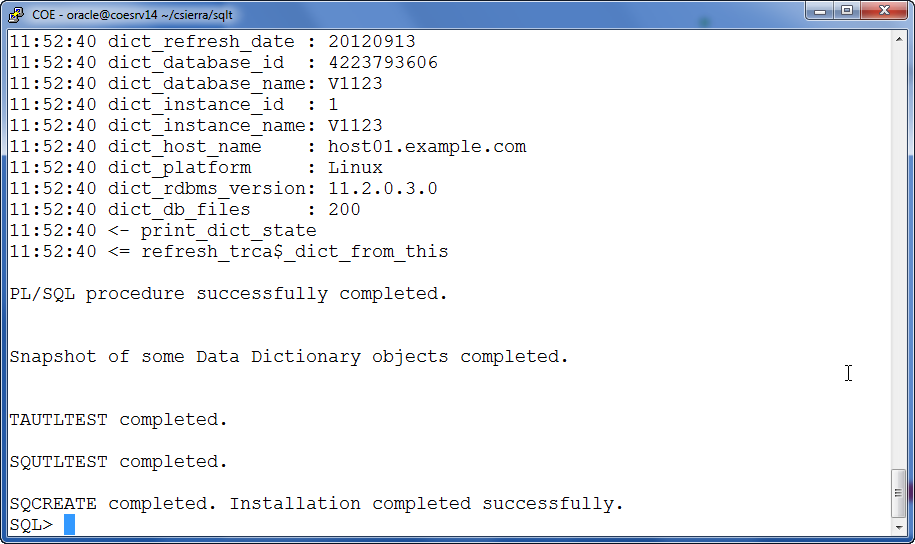 COE - oracle@coesrv14 ~/csierra/sqlt
11:52:40 dict_refresh_date : 20120913
11:52:40 dict_database_id  : 4223793606
11:52:40 dict_database_name: V1123
11:52:40 dict_instance_id  : 1
11:52:40 dict_instance_name: V1123
11:52:40 dict_host_name    : host01.example.com
11:52:40 dict_platform     : Linux
11:52:40 dict_rdbms_version: 11.2.0.3.0
11:52:40 dict_db_files     : 200
11:52:40 <- print_dict_state
11:52:40 <= refresh_trca$_dict_from_this
PL/SQL procedure successfully completed.
Snapshot of some Data Dictionary objects completed.
TAUTLTEST completed.
SQUTLTEST completed.
SQCREATE completed. Installation completed successfully.
SQL>